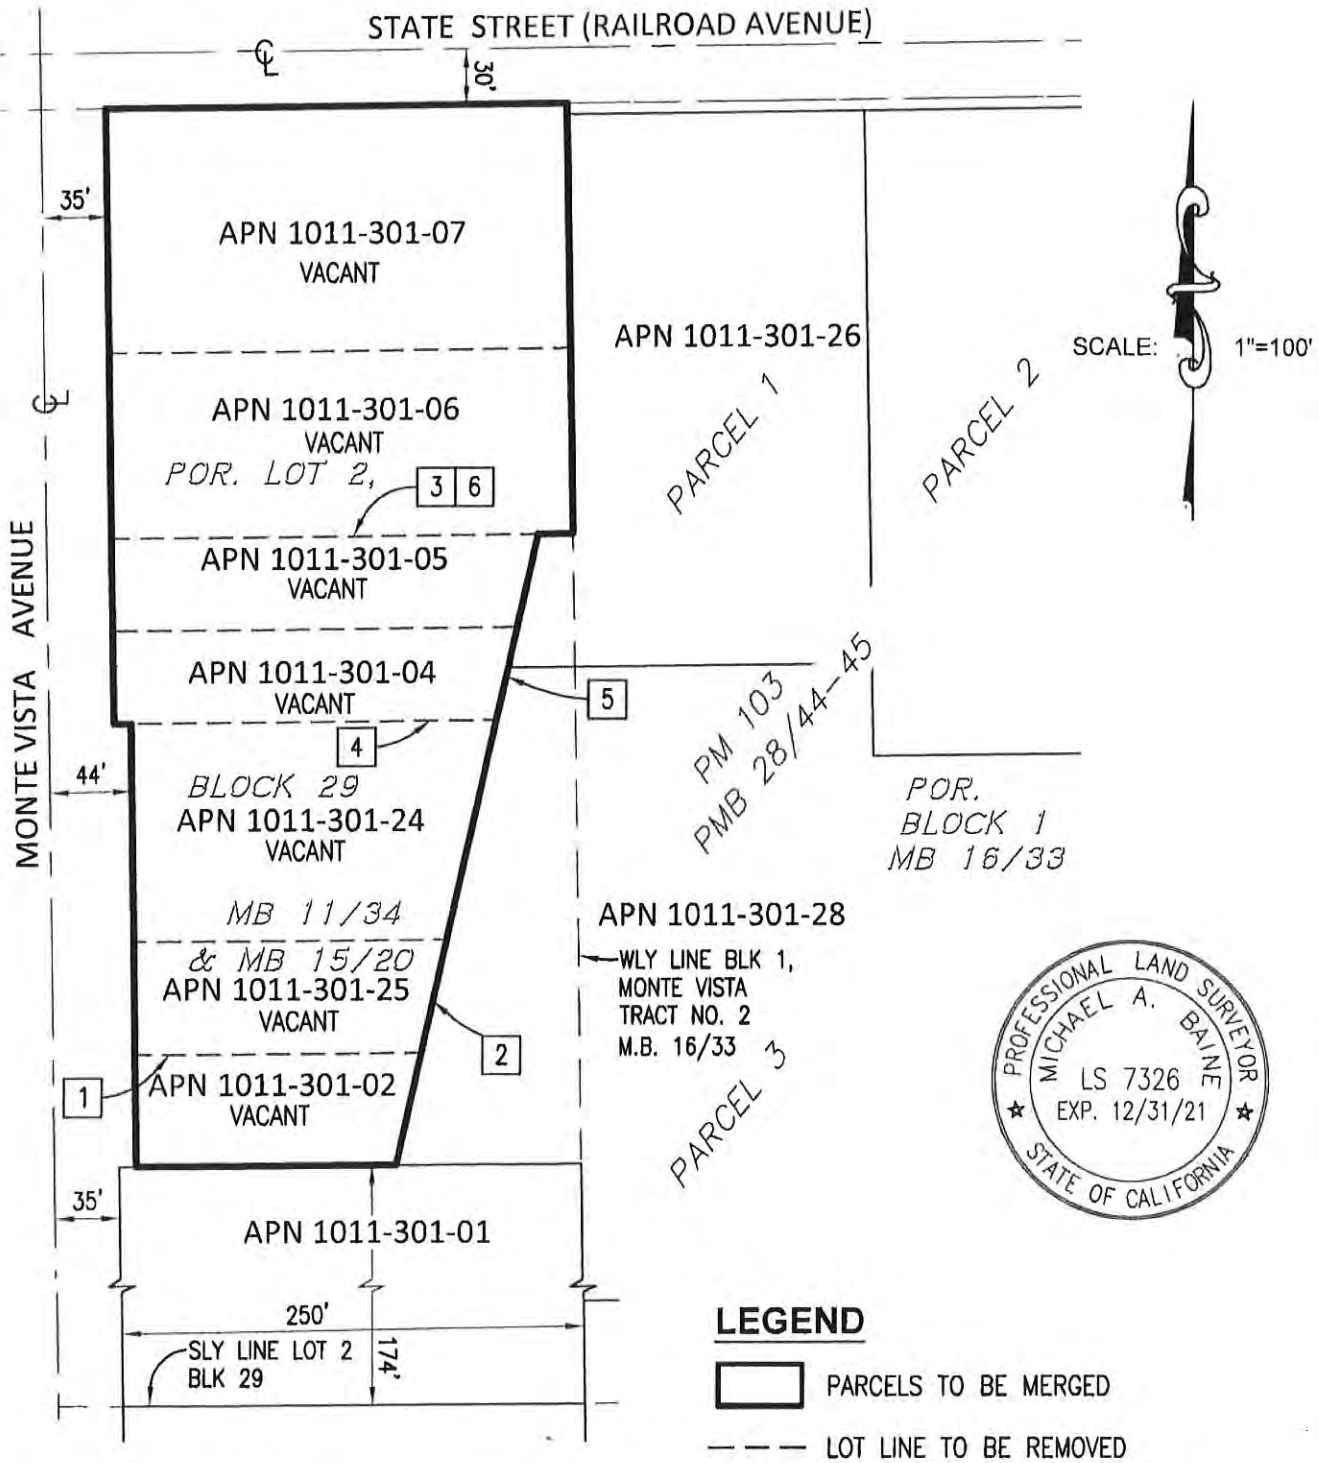 STATE STREET (RAILROAD AVENUE)
℄
30'
35'
APN 1011-301-07
VACANT
APN 1011-301-26
SCALE: 1"=100'
PARCEL 1
PARCEL 2
℄
APN 1011-301-06
VACANT
POR. LOT 2,
3 6
MONTE VISTA AVENUE
APN 1011-301-05
VACANT
APN 1011-301-04
VACANT
5
4
PM 103
PMB 28/44-45
44'
BLOCK 29
APN 1011-301-24
VACANT
POR.
BLOCK 1
MB 16/33
MB 11/34
& MB 15/20
APN 1011-301-28
WLY LINE BLK 1,
MONTE VISTA
TRACT NO. 2
M.B. 16/33
APN 1011-301-25
VACANT
2
1
APN 1011-301-02
VACANT
PARCEL 3
PROFESSIONAL LAND SURVEYOR
MICHAEL A. BAINE
LS 7326
EXP. 12/31/21
STATE OF CALIFORNIA
35'
APN 1011-301-01
250'
174'
SLY LINE LOT 2
BLK 29
LEGEND
PARCELS TO BE MERGED
LOT LINE TO BE REMOVED